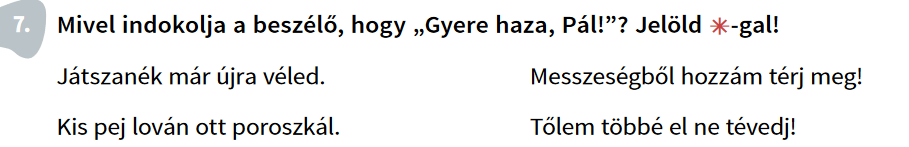 7. Mivel indokolja a beszélő, hogy „Gyere haza, Pál!”? Jelöld ✳-gal!
Játszanék már újra véled. Messzeségből hozzám térj meg!
Kis pej lován ott poroszkál. Tőlem többé el ne tévedj!